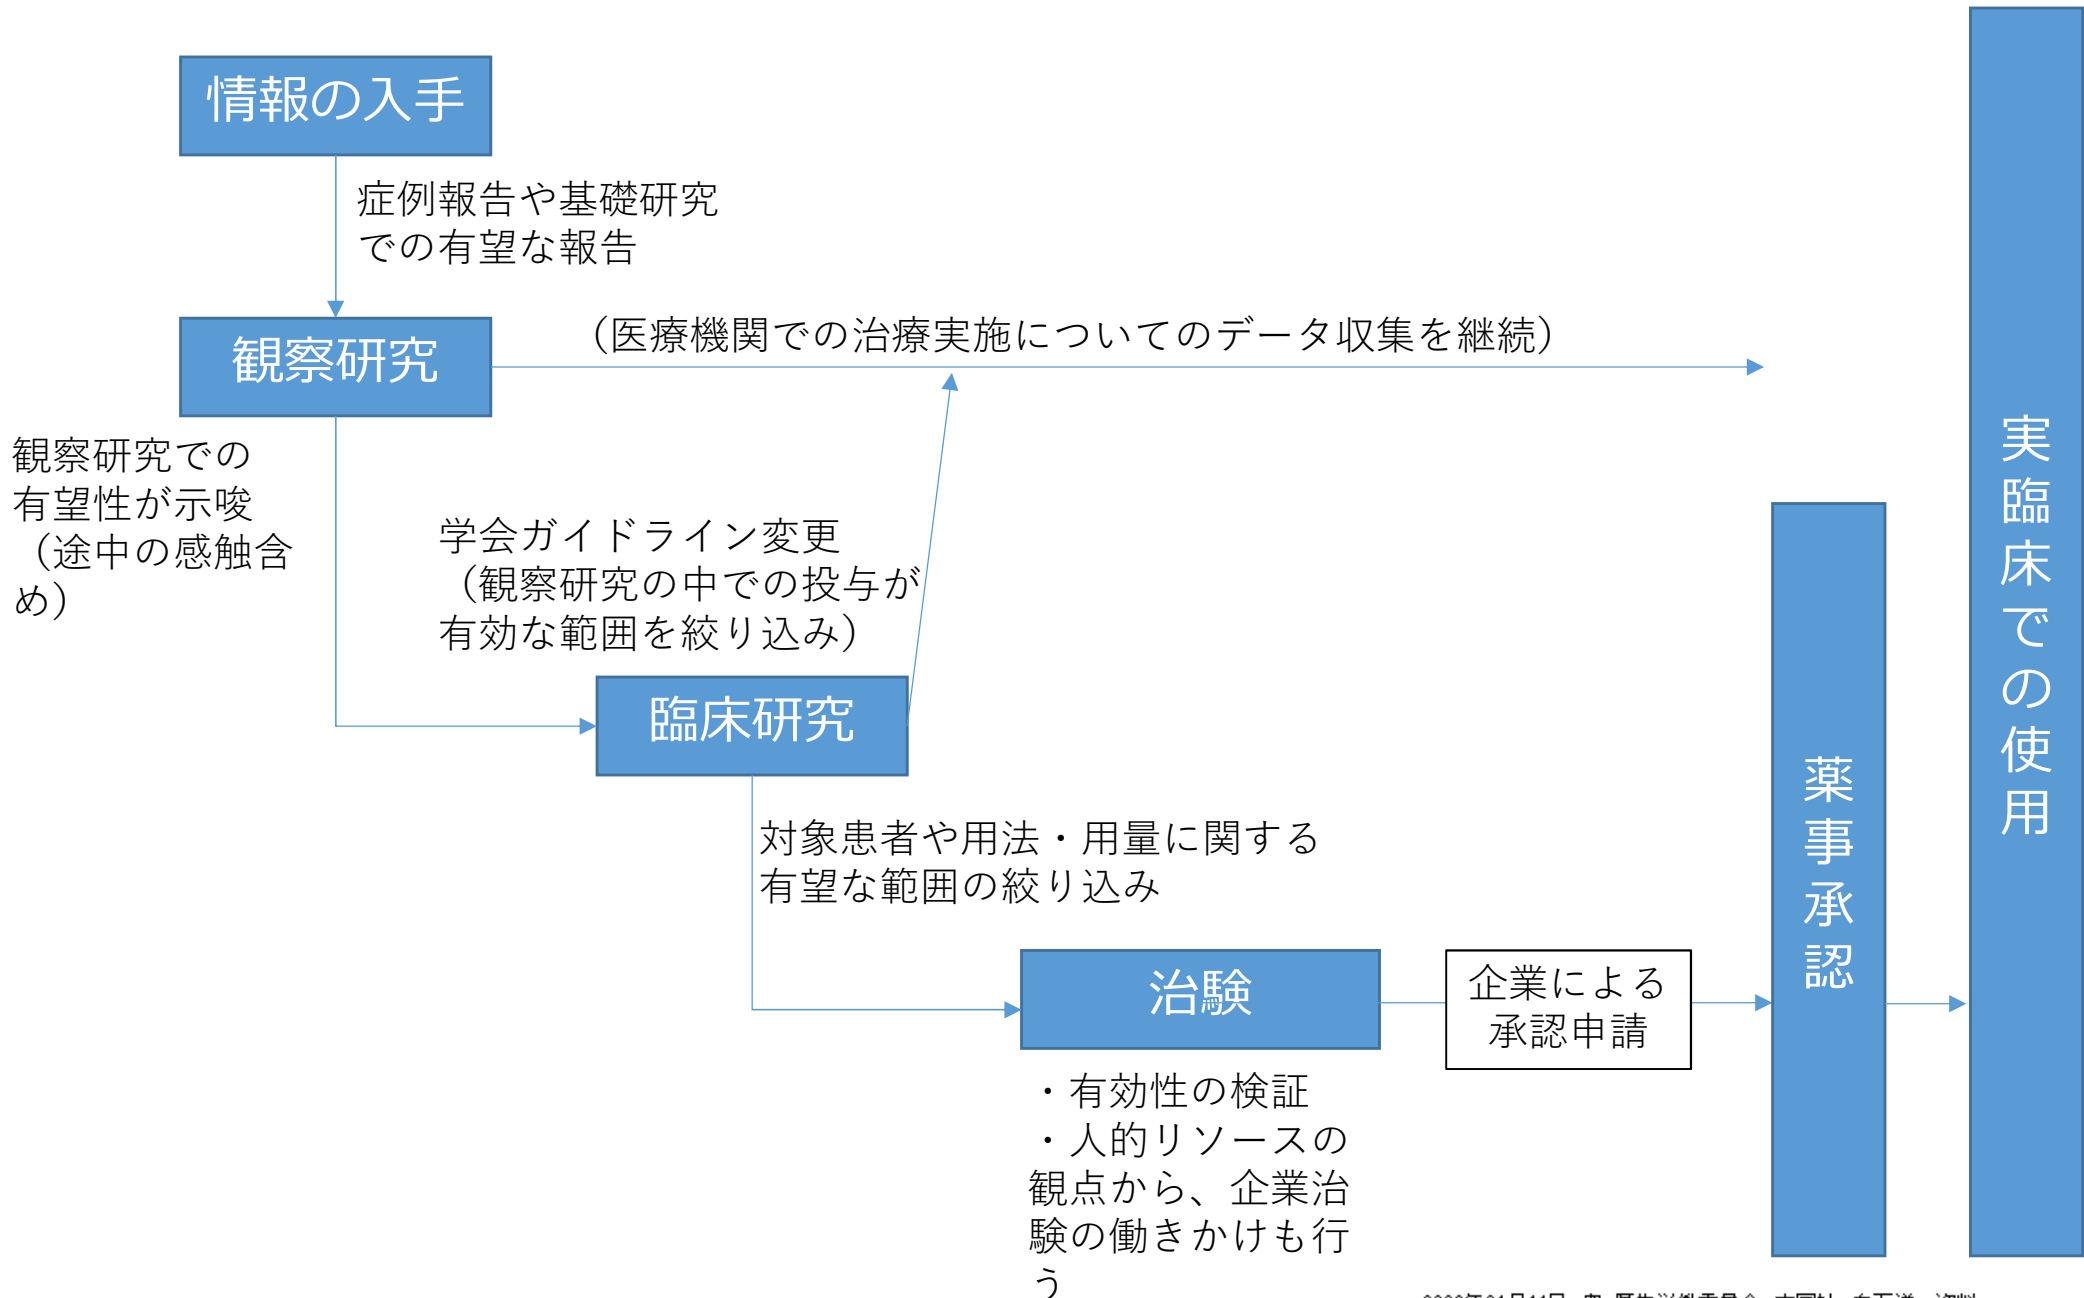 情報の入手
症例報告や基礎研究
での有望な報告
観察研究
（医療機関での治療実施についてのデータ収集を継続）
観察研究での
有望性が示唆
（途中の感触含
め）
学会ガイドライン変更
（観察研究の中での投与が
有効な範囲を絞り込み）
臨床研究
対象患者や用法・用量に関する
有望な範囲の絞り込み
治験
企業による
承認申請
・有効性の検証
・人的リソースの
観点から、企業治
験の働きかけも行
う
薬事承認
実臨床での使用